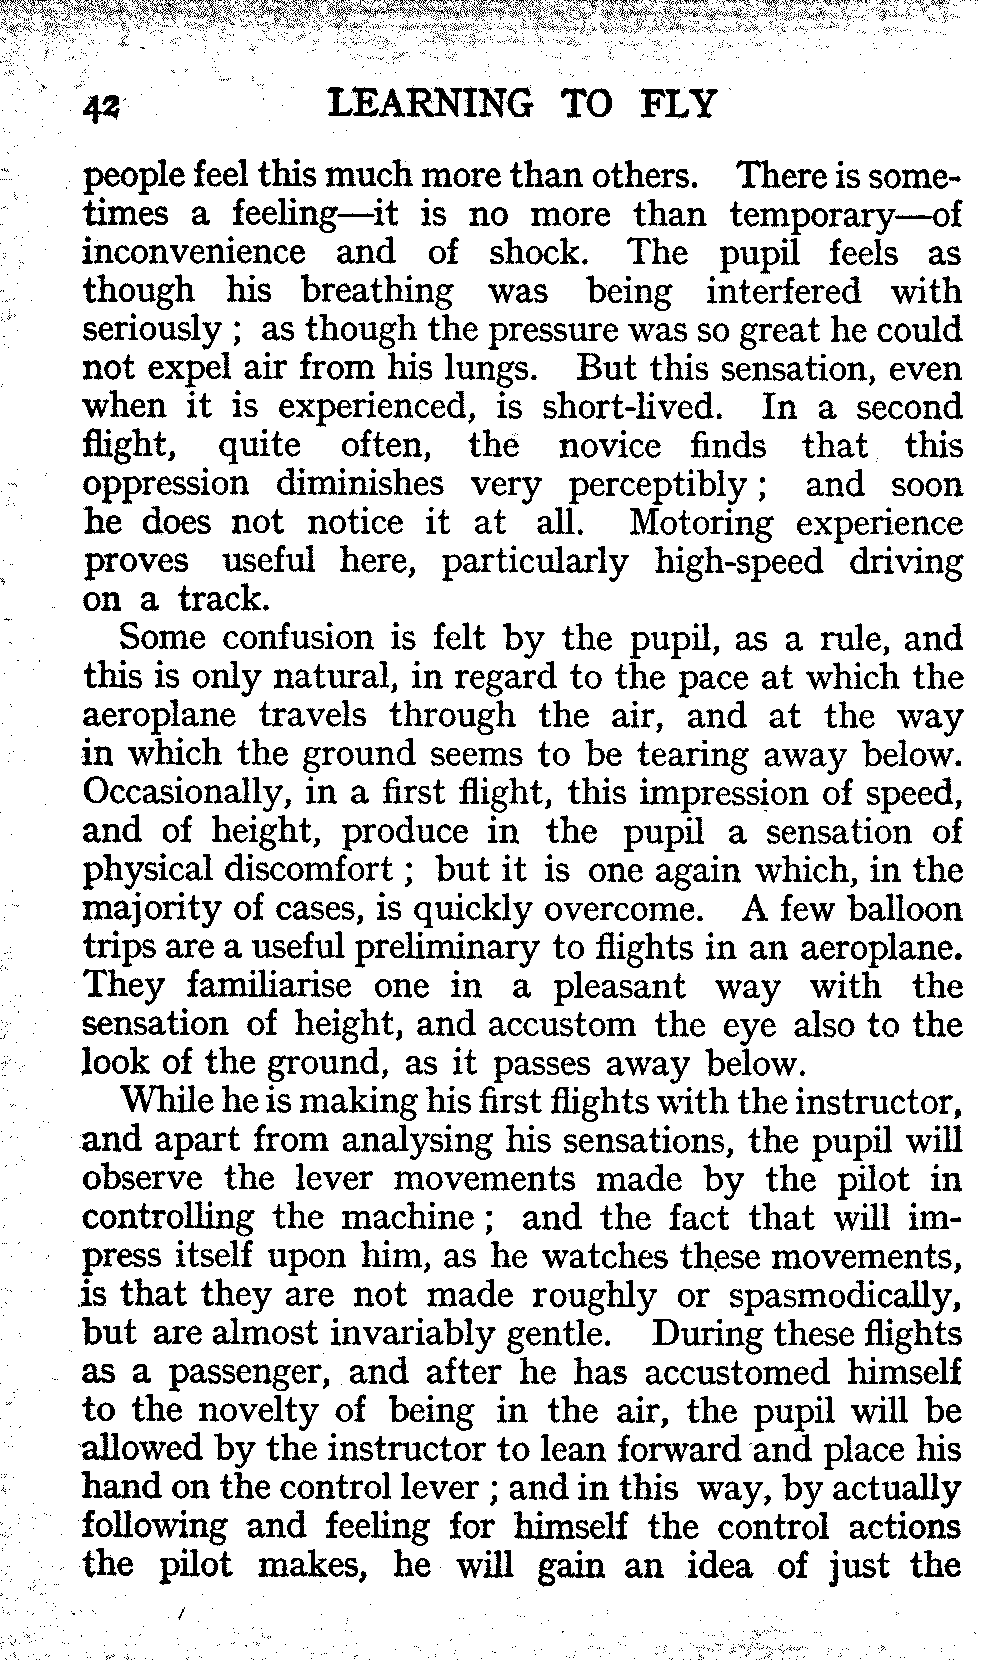 42 LEARNING TO FLY
people feel this much more than others. There is some-
times a feeling—it is no more than temporary—of
inconvenience and of shock. The pupil feels as
though his breathing was being interfered with
seriously ; as though the pressure was so great he could
not expel air from his lungs. But this sensation, even
when it is experienced, is short-lived. In a second
flight, quite often, the novice finds that this
oppression diminishes very perceptibly ; and soon
he does not notice it at all. Motoring experience
proves useful here, particularly high-speed driving
on a track.
Some confusion is felt by the pupil, as a rule, and
this is only natural, in regard to the pace at which the
aeroplane travels through the air, and at the way
in which the ground seems to be tearing away below.
Occasionally, in a first flight, this impression of speed,
and of height, produce in the pupil a sensation of
physical discomfort ; but it is one again which, in the
majority of cases, is quickly overcome. A few balloon
trips are a useful preliminary to flights in an aeroplane.
They familiarise one in a pleasant way with the
sensation of height, and accustom the eye also to the
look of the ground, as it passes away below.
While he is making his first flights with the instructor,
and apart from analysing his sensations, the pupil will
observe the lever movements made by the pilot in
controlling the machine ; and the fact that will im-
press itself upon him, as he watches these movements,
is that they are not made roughly or spasmodically,
but are almost invariably gentle. During these flights
as a passenger, and after he has accustomed himself
to the novelty of being in the air, the pupil will be
allowed by the instructor to lean forward and place his
hand on the control lever ; and in this way, by actually
following and feeling for himself the control actions
the pilot makes, he will gain an idea of just the